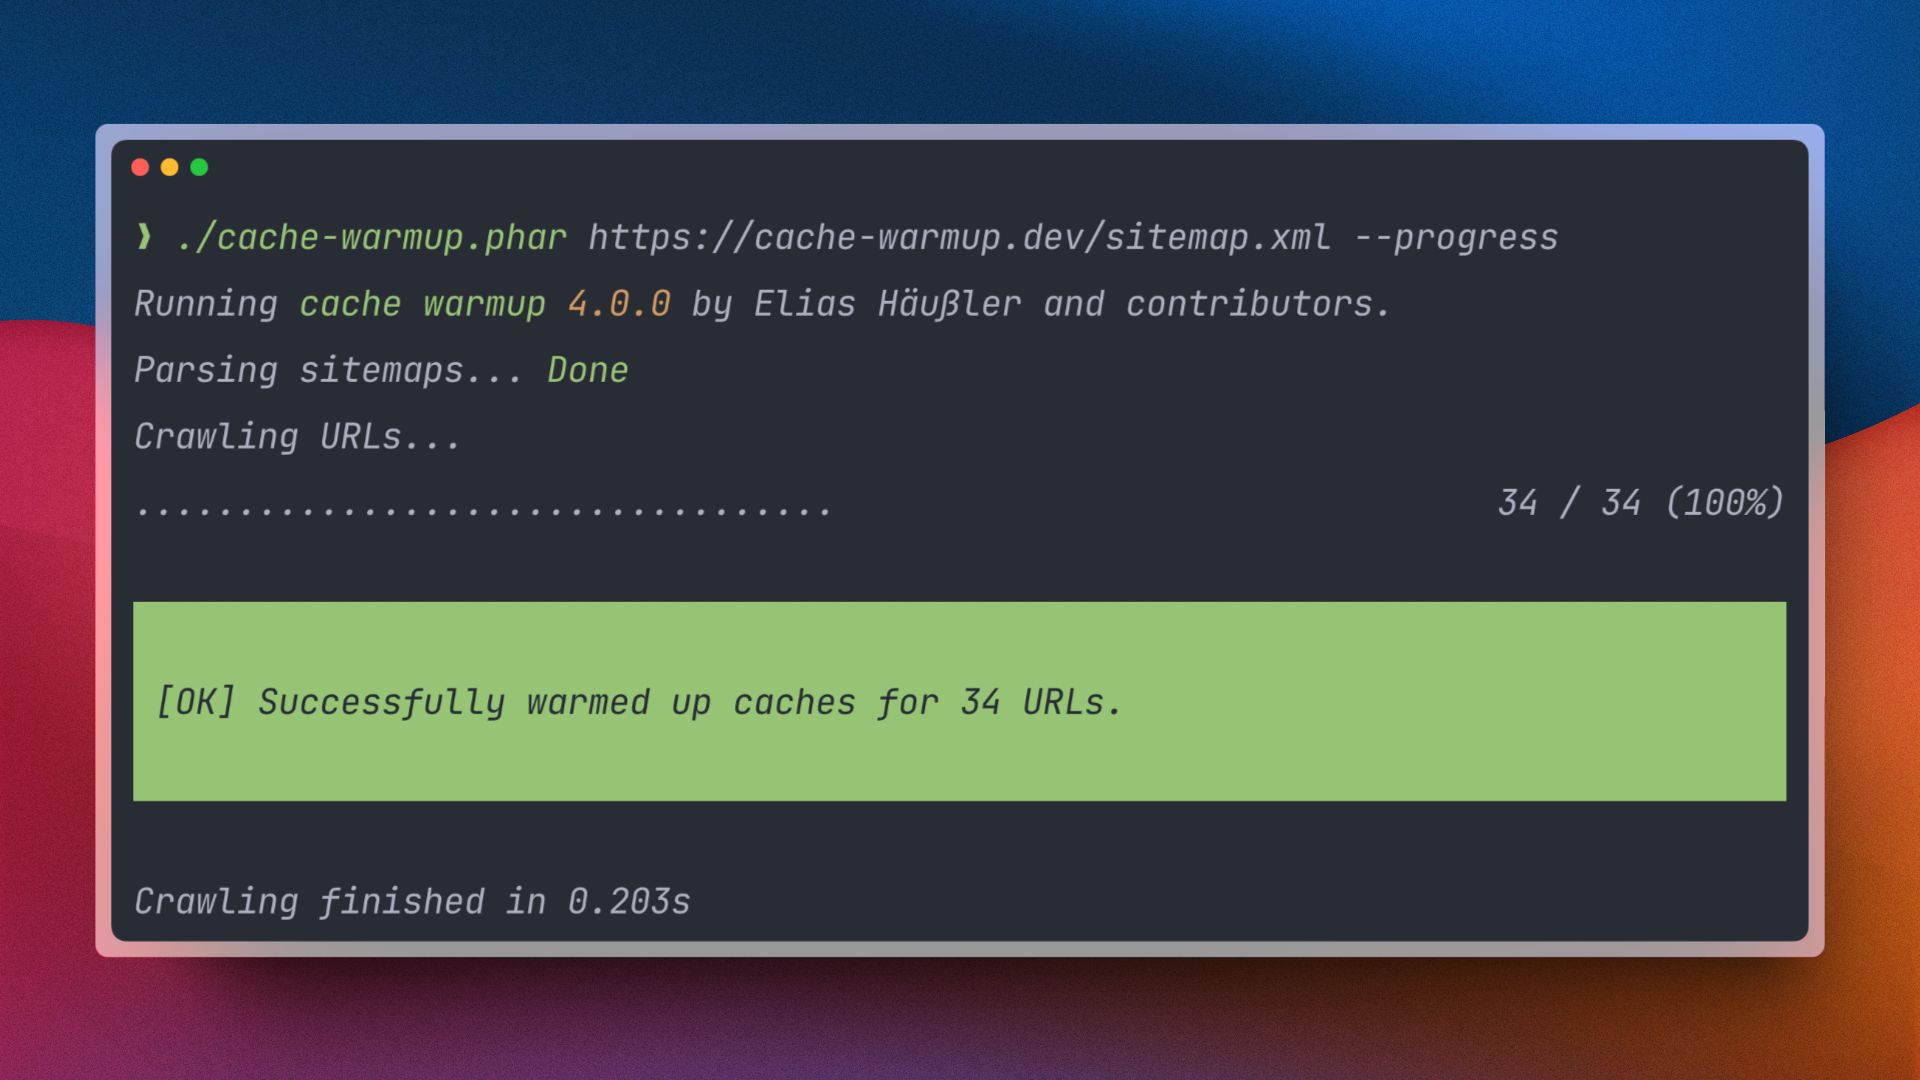 ❱ ./cache-warmup.phar https://cache-warmup.dev/sitemap.xml --progress
Running cache warmup 4.0.0 by Elias Häußler and contributors.
Parsing sitemaps... Done
Crawling URLs...
.................................. 34 / 34 (100%)
[OK] Successfully warmed up caches for 34 URLs.
Crawling finished in 0.203s